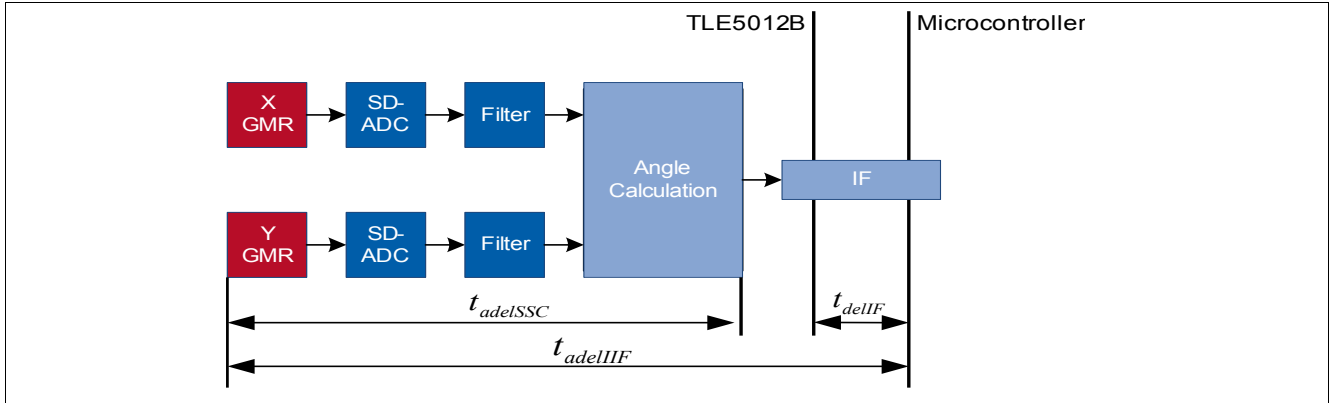 TLE5012B
Microcontroller
X
GMR
SD-
ADC
Filter
Angle
Calculation
IF
Y
GMR
SD-
ADC
Filter
t_adelSSC
t_delIF
t_adelIIF